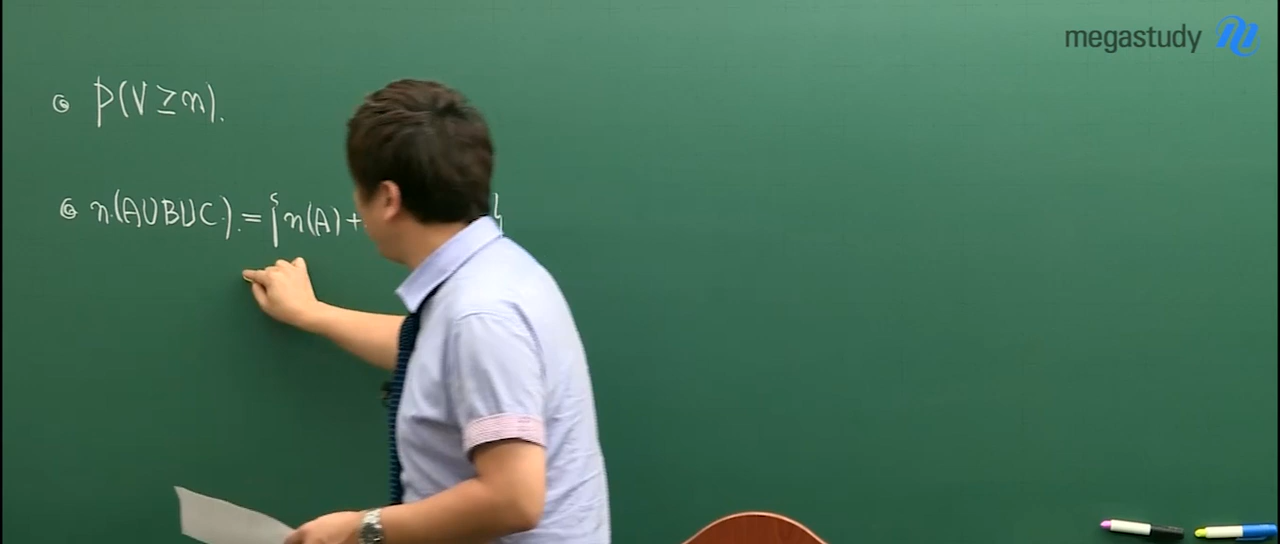 megastudy
⊙ P(V≥n).
⊙ n(A∪B∪C). = { n(A) + }